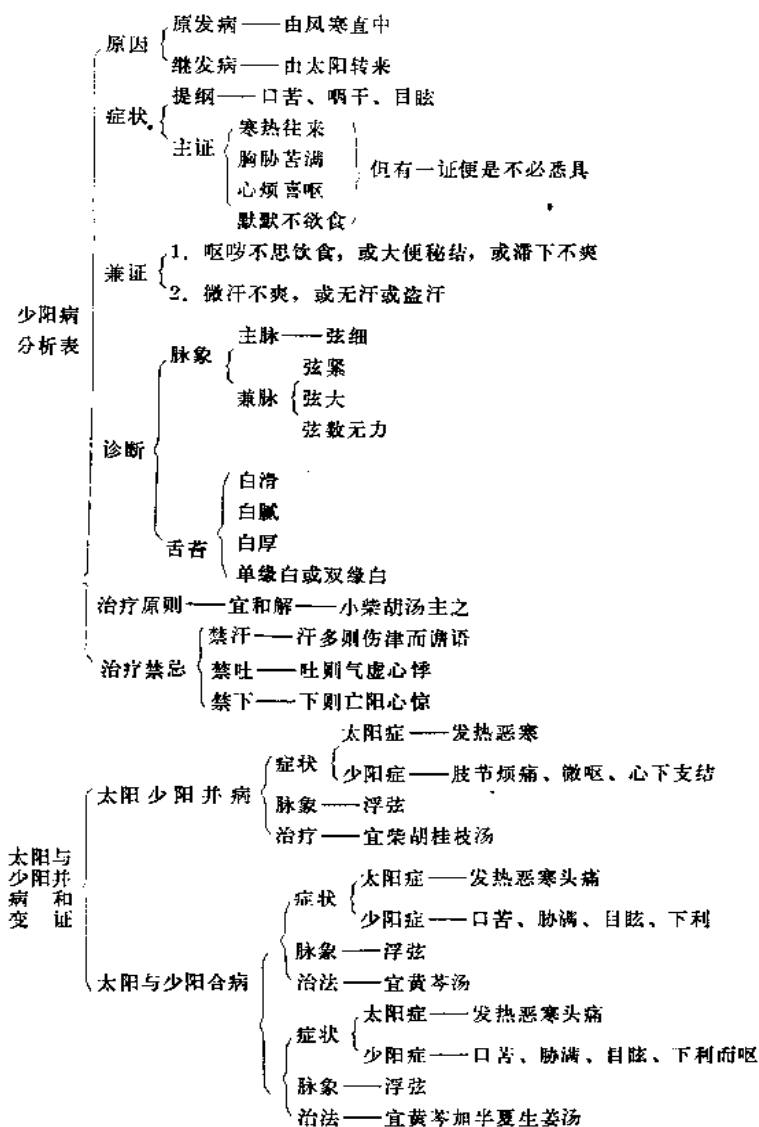 原因
原发病——由风寒直中
继发病——由太阳转来
症状
提纲——口苦、咽干、目眩
主证
寒热往来
胸胁苦满
心烦喜呕
默默不欲食
但有一证便是不必悉具
兼证
1．呕哕不思饮食，或大便秘结，或滞下不爽
2．微汗不爽，或无汗或盗汗
少阳病
分析表
诊断
脉象
主脉——弦细
兼脉
弦紧
弦大
弦数无力
舌苔
白滑
白腻
白厚
单缘白或双缘白
治疗原则——宜和解——小柴胡汤主之
治疗禁忌
禁汗——汗多则伤津而谵语
禁吐——吐则气虚心悸
禁下——下则亡阳心惊
太阳与
少阳并
病 和
变 证
太阳少阳并病
症状
太阳症——发热恶寒
少阳症——肢节烦痛、微呕、心下支结
脉象——浮弦
治疗——宜柴胡桂枝汤
太阳与少阳合病
症状
太阳症——发热恶寒头痛
少阳症——口苦、胁满、目眩、下利
脉象——浮弦
治法——宜黄芩汤
症状
太阳症——发热恶寒头痛
少阳症——口苦、胁满、目眩、下利而呕
脉象——浮弦
治法——宜黄芩加半夏生姜汤